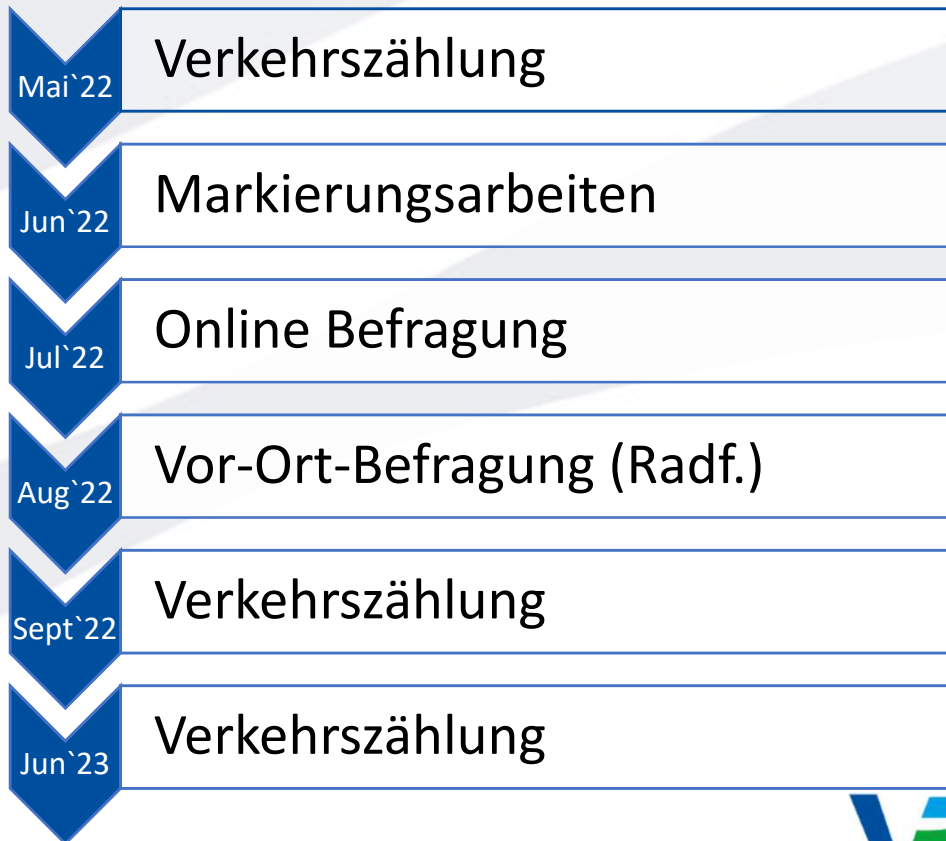 Mai`22
Verkehrszählung
Jun`22
Markierungsarbeiten
Jul`22
Online Befragung
Aug`22
Vor-Ort-Befragung (Radf.)
Sept`22
Verkehrszählung
Jun`23
Verkehrszählung